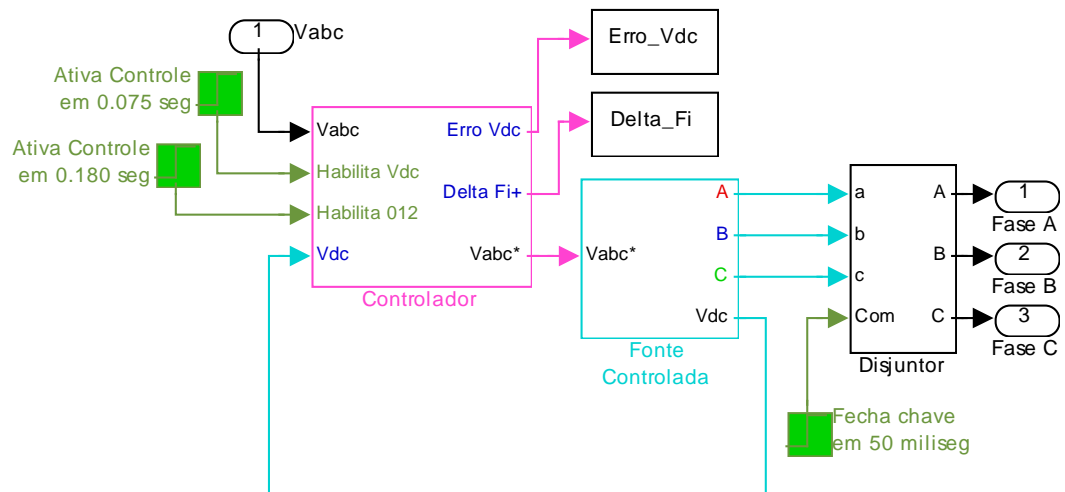 1
Vabc
Erro_Vdc
Ativa Controle
em 0.075 seg
Delta_Fi
Ativa Controle
em 0.180 seg
Vabc
Habilita Vdc
Habilita 012
Vdc
Erro Vdc
Delta Fi+
Vabc*
Controlador
Vabc*
A
B
C
Vdc
Fonte
Controlada
a
b
c
Com
A
B
C
Disjuntor
1
Fase A
2
Fase B
3
Fase C
Fecha chave
em 50 miliseg